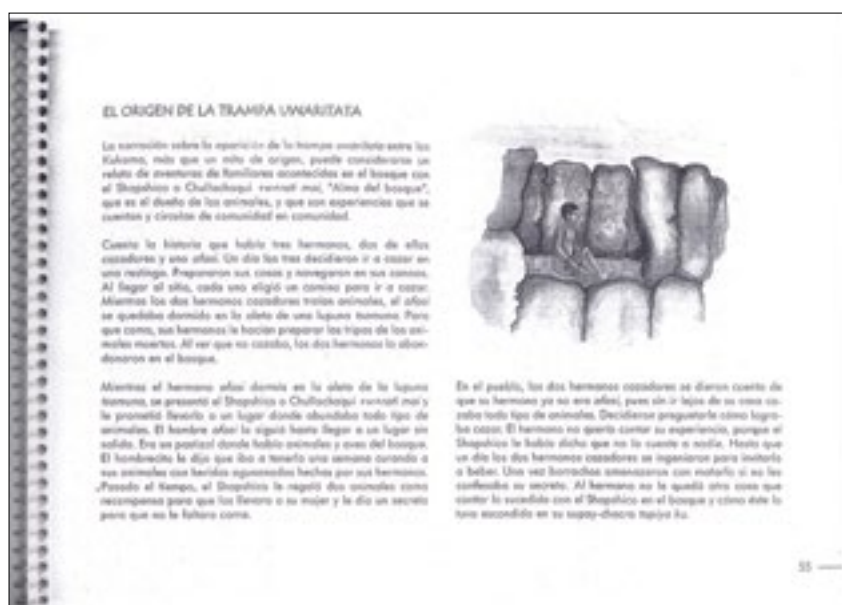 EL ORIGEN DE LA TRAMPA UWARITATA
La narración sobre la aparición de la trampa uwaritata entre los
Kukama, más que un mito de origen, puede considerarse un
relato de aventuras de familiares acontecidas en el bosque con
el Shapshico o Chullachaqui mai, "Alma del bosque",
que es el dueño de los animales, y que son experiencias que se
cuentan y circulan de comunidad en comunidad.
Cuenta la historia que había tres hermanos, dos de ellos
cazadores y uno afasi. Un día los tres decidieron ir a cazar en
una restinga. Prepararon sus cosas y navegaron en sus canoas.
Al llegar al sitio, cada uno eligió un camino para ir a cazar.
Mientras los dos hermanos cazadores traían animales, el afasi
se quedaba dormido en la aleta de una lupuna tsamuna. Para
que coma, sus hermanos le hacían preparar las tripas de los ani-
males muertos. Al ver que no cazaba, los dos hermanos lo aban-
donaron en el bosque.
Mientras el hermano afasi dormía en la aleta de la lupuna
tsamuna, se presentó el Shapshico o Chullachaqui mai y
le prometió llevarlo a un lugar donde abundaba todo tipo de
animales. El hombre afasi lo siguió hasta llegar a un lugar sin
salida. Era un pastizal donde había animales y aves del bosque.
El hombrecito le dijo que iba a tenerlo una semana curando a
sus animales con heridas agusanadas hechas por sus hermanos.
Pasado el tiempo, el Shapshico le regaló dos animales como
recompensa para que los llevara a su mujer y le dio un secreto
para que no le faltara carne.
En el pueblo, los dos hermanos cazadores se dieron cuenta de
que su hermano ya no era afasi, pues sin ir lejos de su casa ca-
zaba todo tipo de animales. Decidieron preguntarle cómo logra-
ba cazar. El hermano no quería contar su experiencia, porque el
Shapshico le había dicho que no lo cuente a nadie. Hasta que
un día los dos hermanos cazadores se ingeniaron para invitarlo
a beber. Una vez borrachos amenazaron con matarlo si no les
confesaba su secreto. Al hermano no le quedó otra cosa que
contar lo sucedido con el Shapshico en el bosque y cómo éste lo
tuvo escondido en su supay-chacra tapiya ku.
55